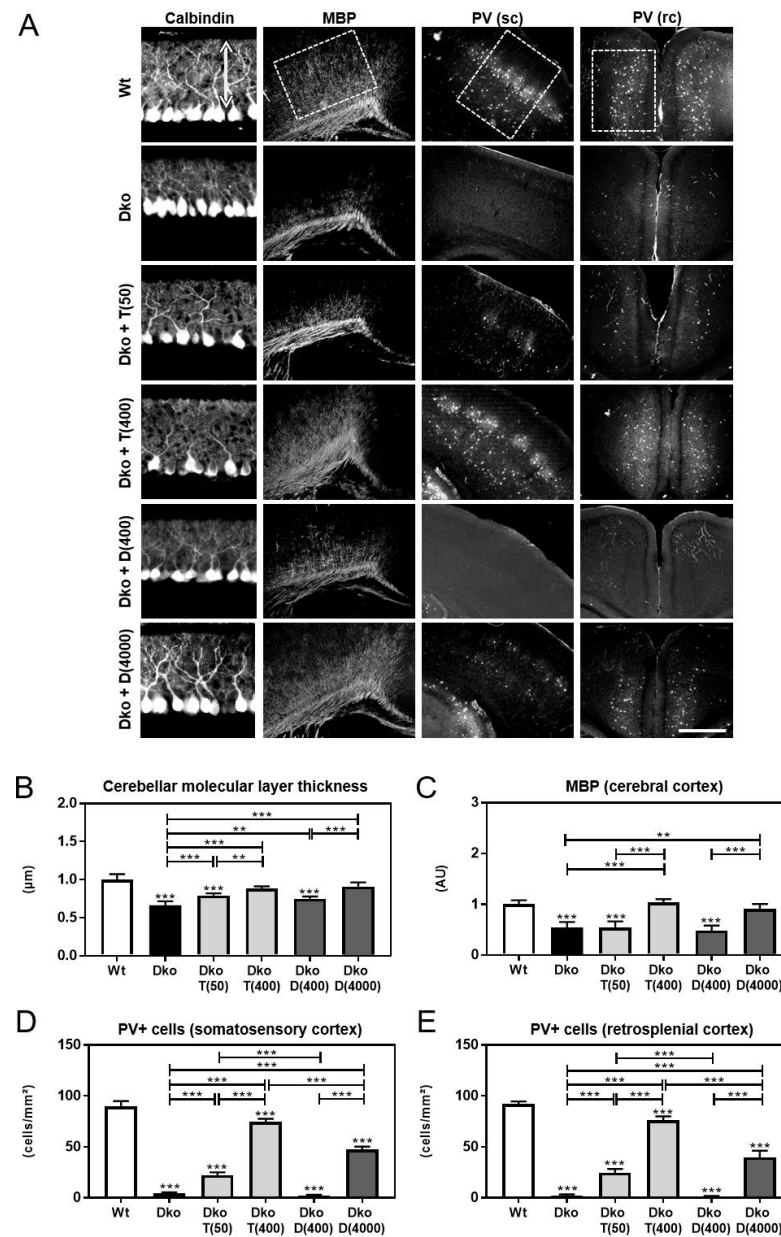 A
Calbindin MBP PV (sc) PV (rc)
Wt
Dko
Dko + T(50)
Dko + T(400)
Dko + D(400)
Dko + D(4000)
B
Cerebellar molecular layer thickness
(µm)
2.0
1.5
1.0
0.5
0.0
***
** ***
***
*** **
*** *** ***
Wt Dko Dko Dko Dko Dko
T(50) T(400) D(400) D(4000)
C
MBP (cerebral cortex)
(AU)
3
2
1
0
**
*** ***
***
*** *** ***
Wt Dko Dko Dko Dko Dko
T(50) T(400) D(400) D(4000)
D
PV+ cells (somatosensory cortex)
(cells/mm²)
150
100
50
0
***
***
*** ***
*** *** ***
***
***
***
*** ***
Wt Dko Dko Dko Dko Dko
T(50) T(400) D(400) D(4000)
E
PV+ cells (retrosplenial cortex)
(cells/mm²)
150
100
50
0
***
***
*** ***
*** *** ***
***
***
***
*** ***
Wt Dko Dko Dko Dko Dko
T(50) T(400) D(400) D(4000)